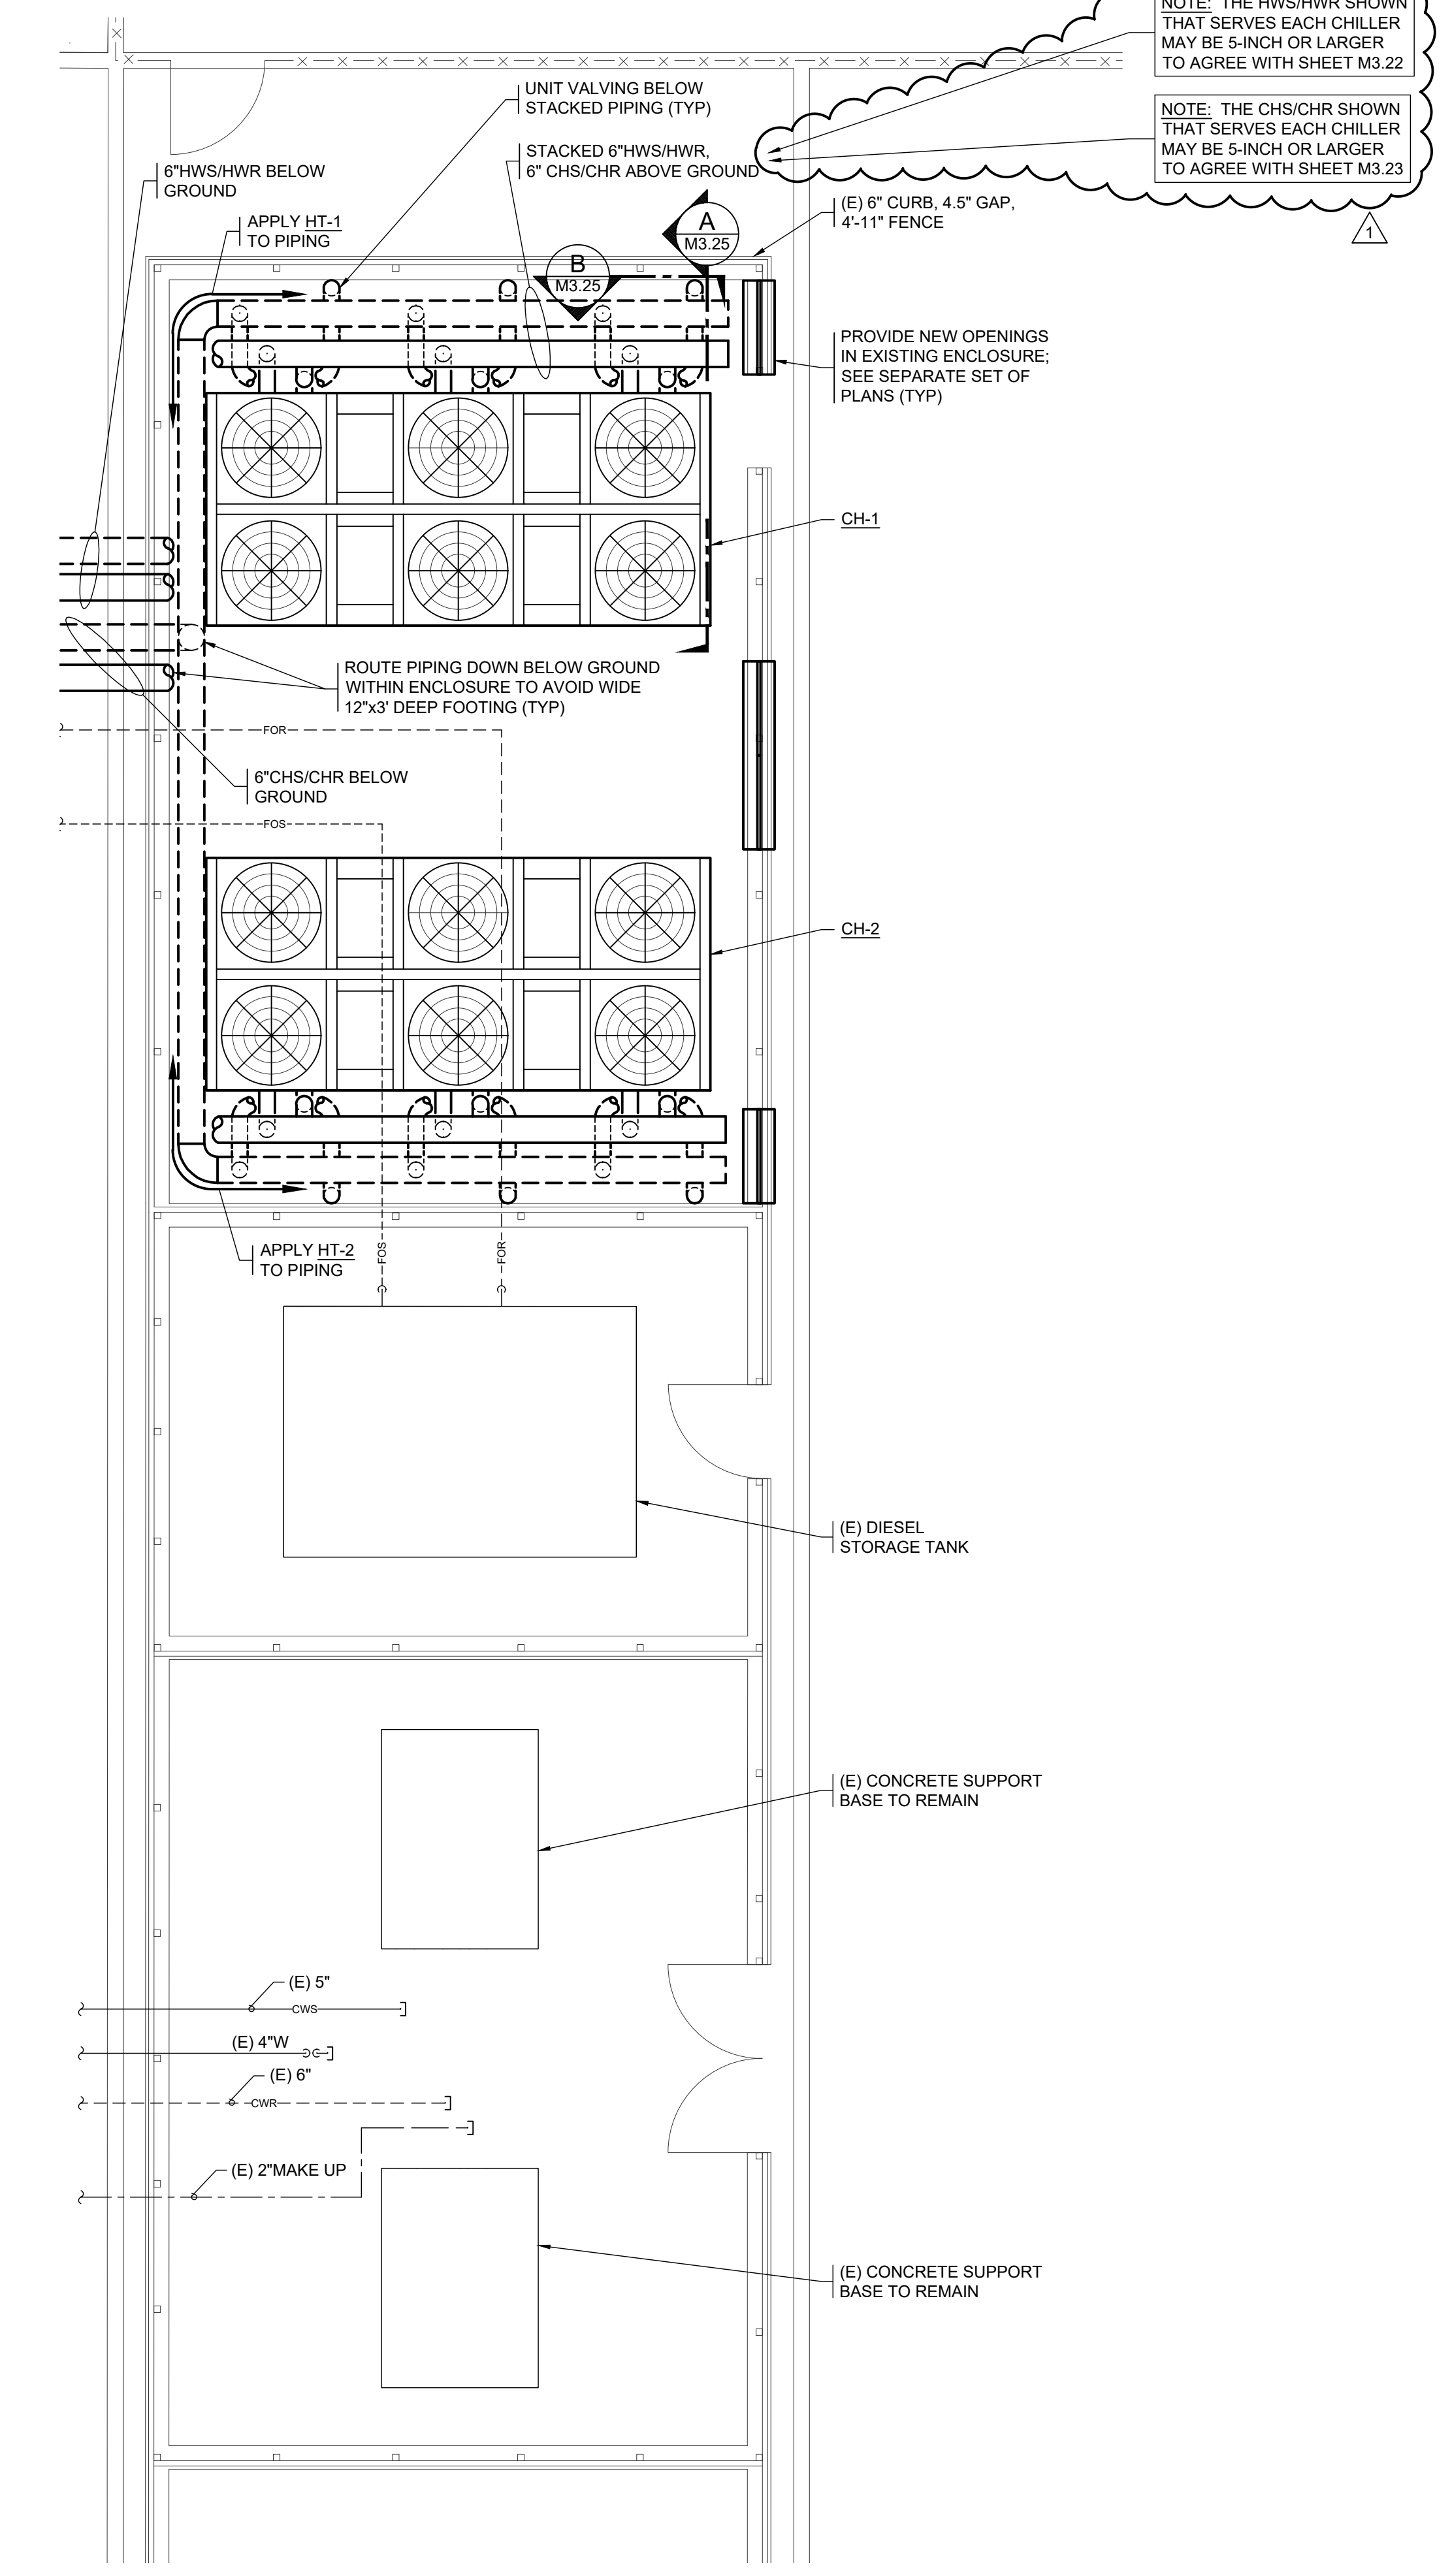 NOTE: THE HWS/HWR SHOWN
THAT SERVES EACH CHILLER
MAY BE 5-INCH OR LARGER
TO AGREE WITH SHEET M3.22
NOTE: THE CHS/CHR SHOWN
THAT SERVES EACH CHILLER
MAY BE 5-INCH OR LARGER
TO AGREE WITH SHEET M3.23
1
UNIT VALVING BELOW
STACKED PIPING (TYP)
STACKED 6"HWS/HWR,
6" CHS/CHR ABOVE GROUND
6"HWS/HWR BELOW
GROUND
APPLY HT-1
TO PIPING
(E) 6" CURB, 4.5" GAP,
4'-11" FENCE
A
M3.25
B
M3.25
PROVIDE NEW OPENINGS
IN EXISTING ENCLOSURE;
SEE SEPARATE SET OF
PLANS (TYP)
CH-1
ROUTE PIPING DOWN BELOW GROUND
WITHIN ENCLOSURE TO AVOID WIDE
12"x3' DEEP FOOTING (TYP)
FOR
6"CHS/CHR BELOW
GROUND
FOS
CH-2
APPLY HT-2
TO PIPING
FOS
FOR
(E) DIESEL
STORAGE TANK
(E) CONCRETE SUPPORT
BASE TO REMAIN
(E) 5"
CWS
(E) 4"W
(E) 6"
CWR
(E) 2"MAKE UP
(E) CONCRETE SUPPORT
BASE TO REMAIN